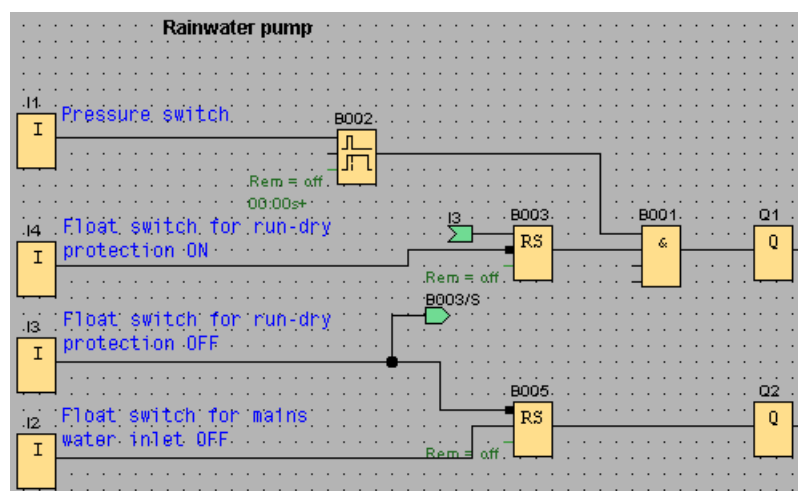 Rainwater pump
I1
Pressure switch
I
B002
Rem = off
00:00s+
I4
Float switch for run-dry
protection ON
I
I3
B003
RS
Rem = off
B001
&
Q1
Q
B003/S
I3
Float switch for run-dry
protection OFF
I
B005
RS
Rem = off
Q2
Q
I2
Float switch for mains
water inlet OFF
I